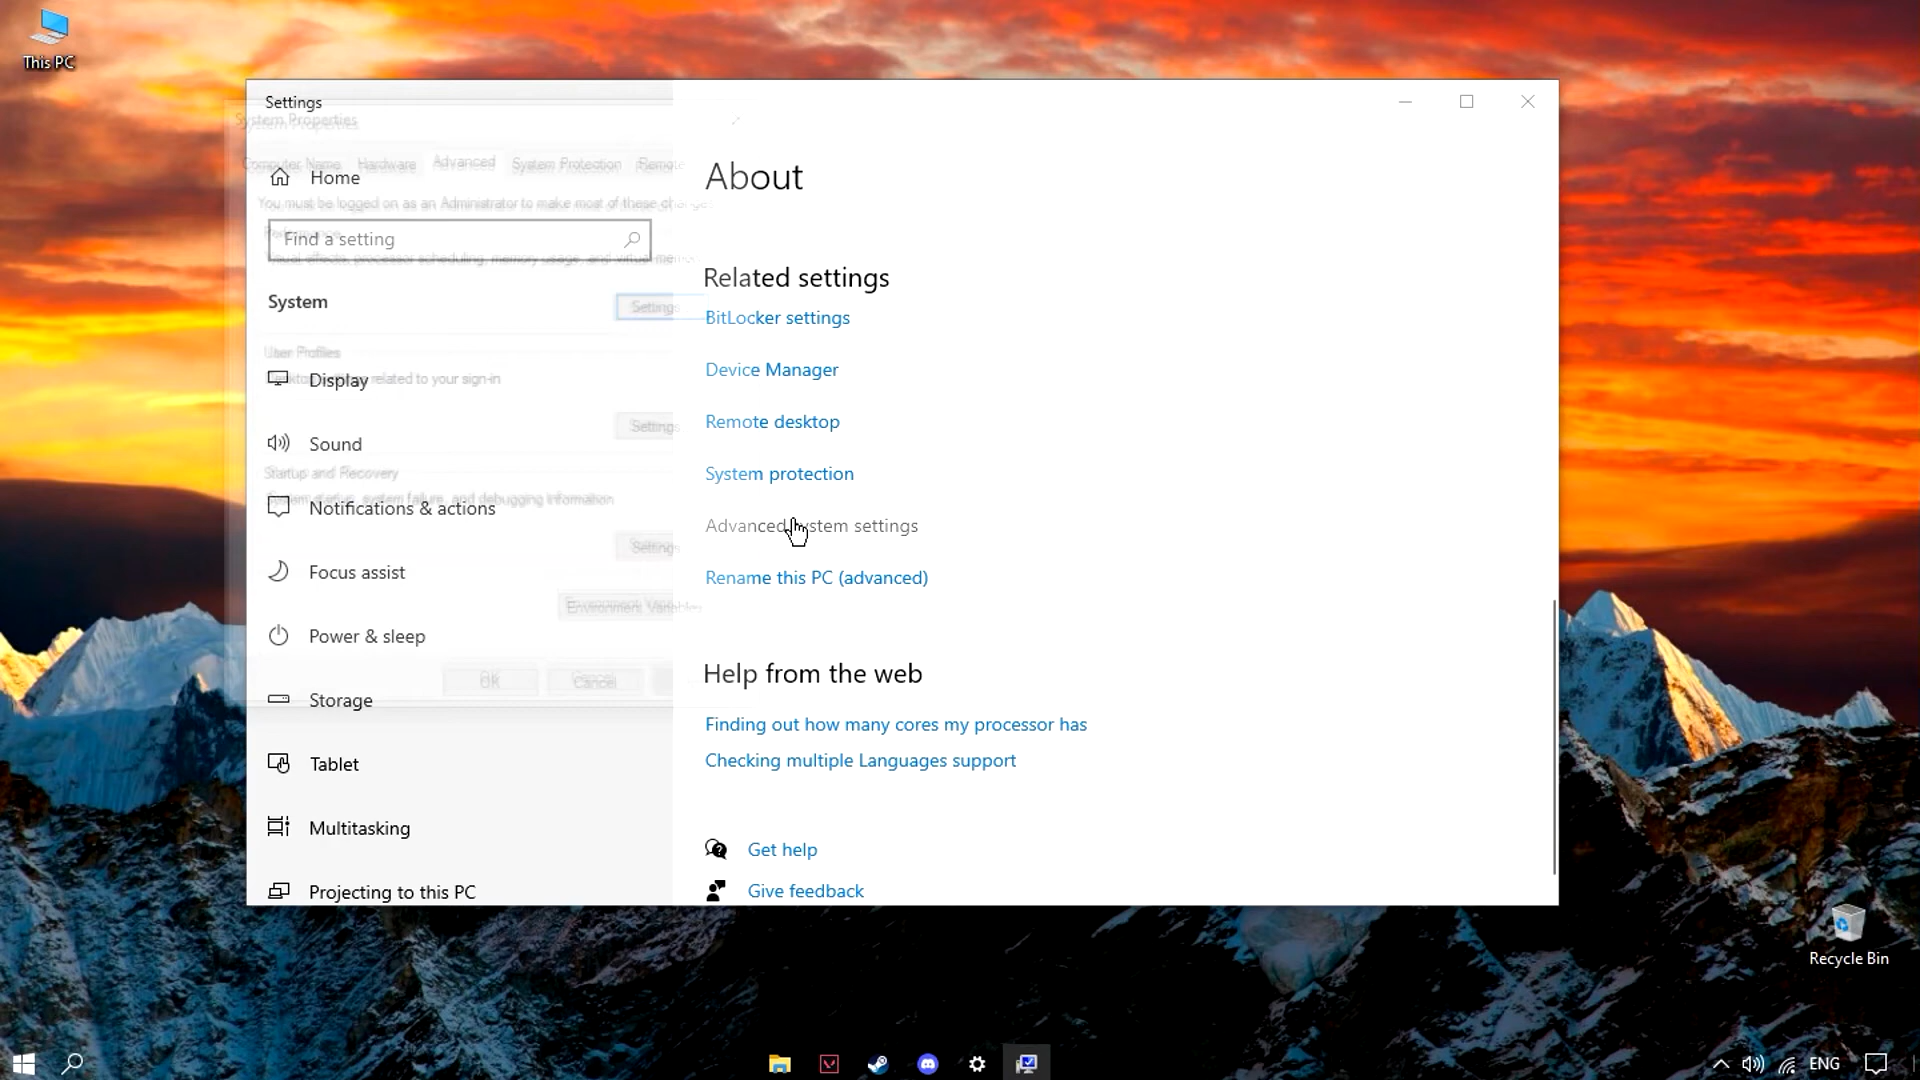 This PC
Settings
System Properties
Computer Name Hardware Advanced System Protection Remote
Home
You must be logged on as an Administrator to make most of these changes
Performance
Find a setting
Visual effects, processor scheduling, memory usage, and virtual memory
System
Settings
User Profiles
Display
related to your sign-in
Sound
Settings
Startup and Recovery
System startup, system failure, and debugging information
Notifications & actions
Settings
Focus assist
Environment Variables
Power & sleep
OK Cancel
Storage
Tablet
Multitasking
Projecting to this PC
About
Related settings
BitLocker settings
Device Manager
Remote desktop
System protection
Advanced system settings
Rename this PC (advanced)
Help from the web
Finding out how many cores my processor has
Checking multiple Languages support
Get help
Give feedback
Recycle Bin
ENG